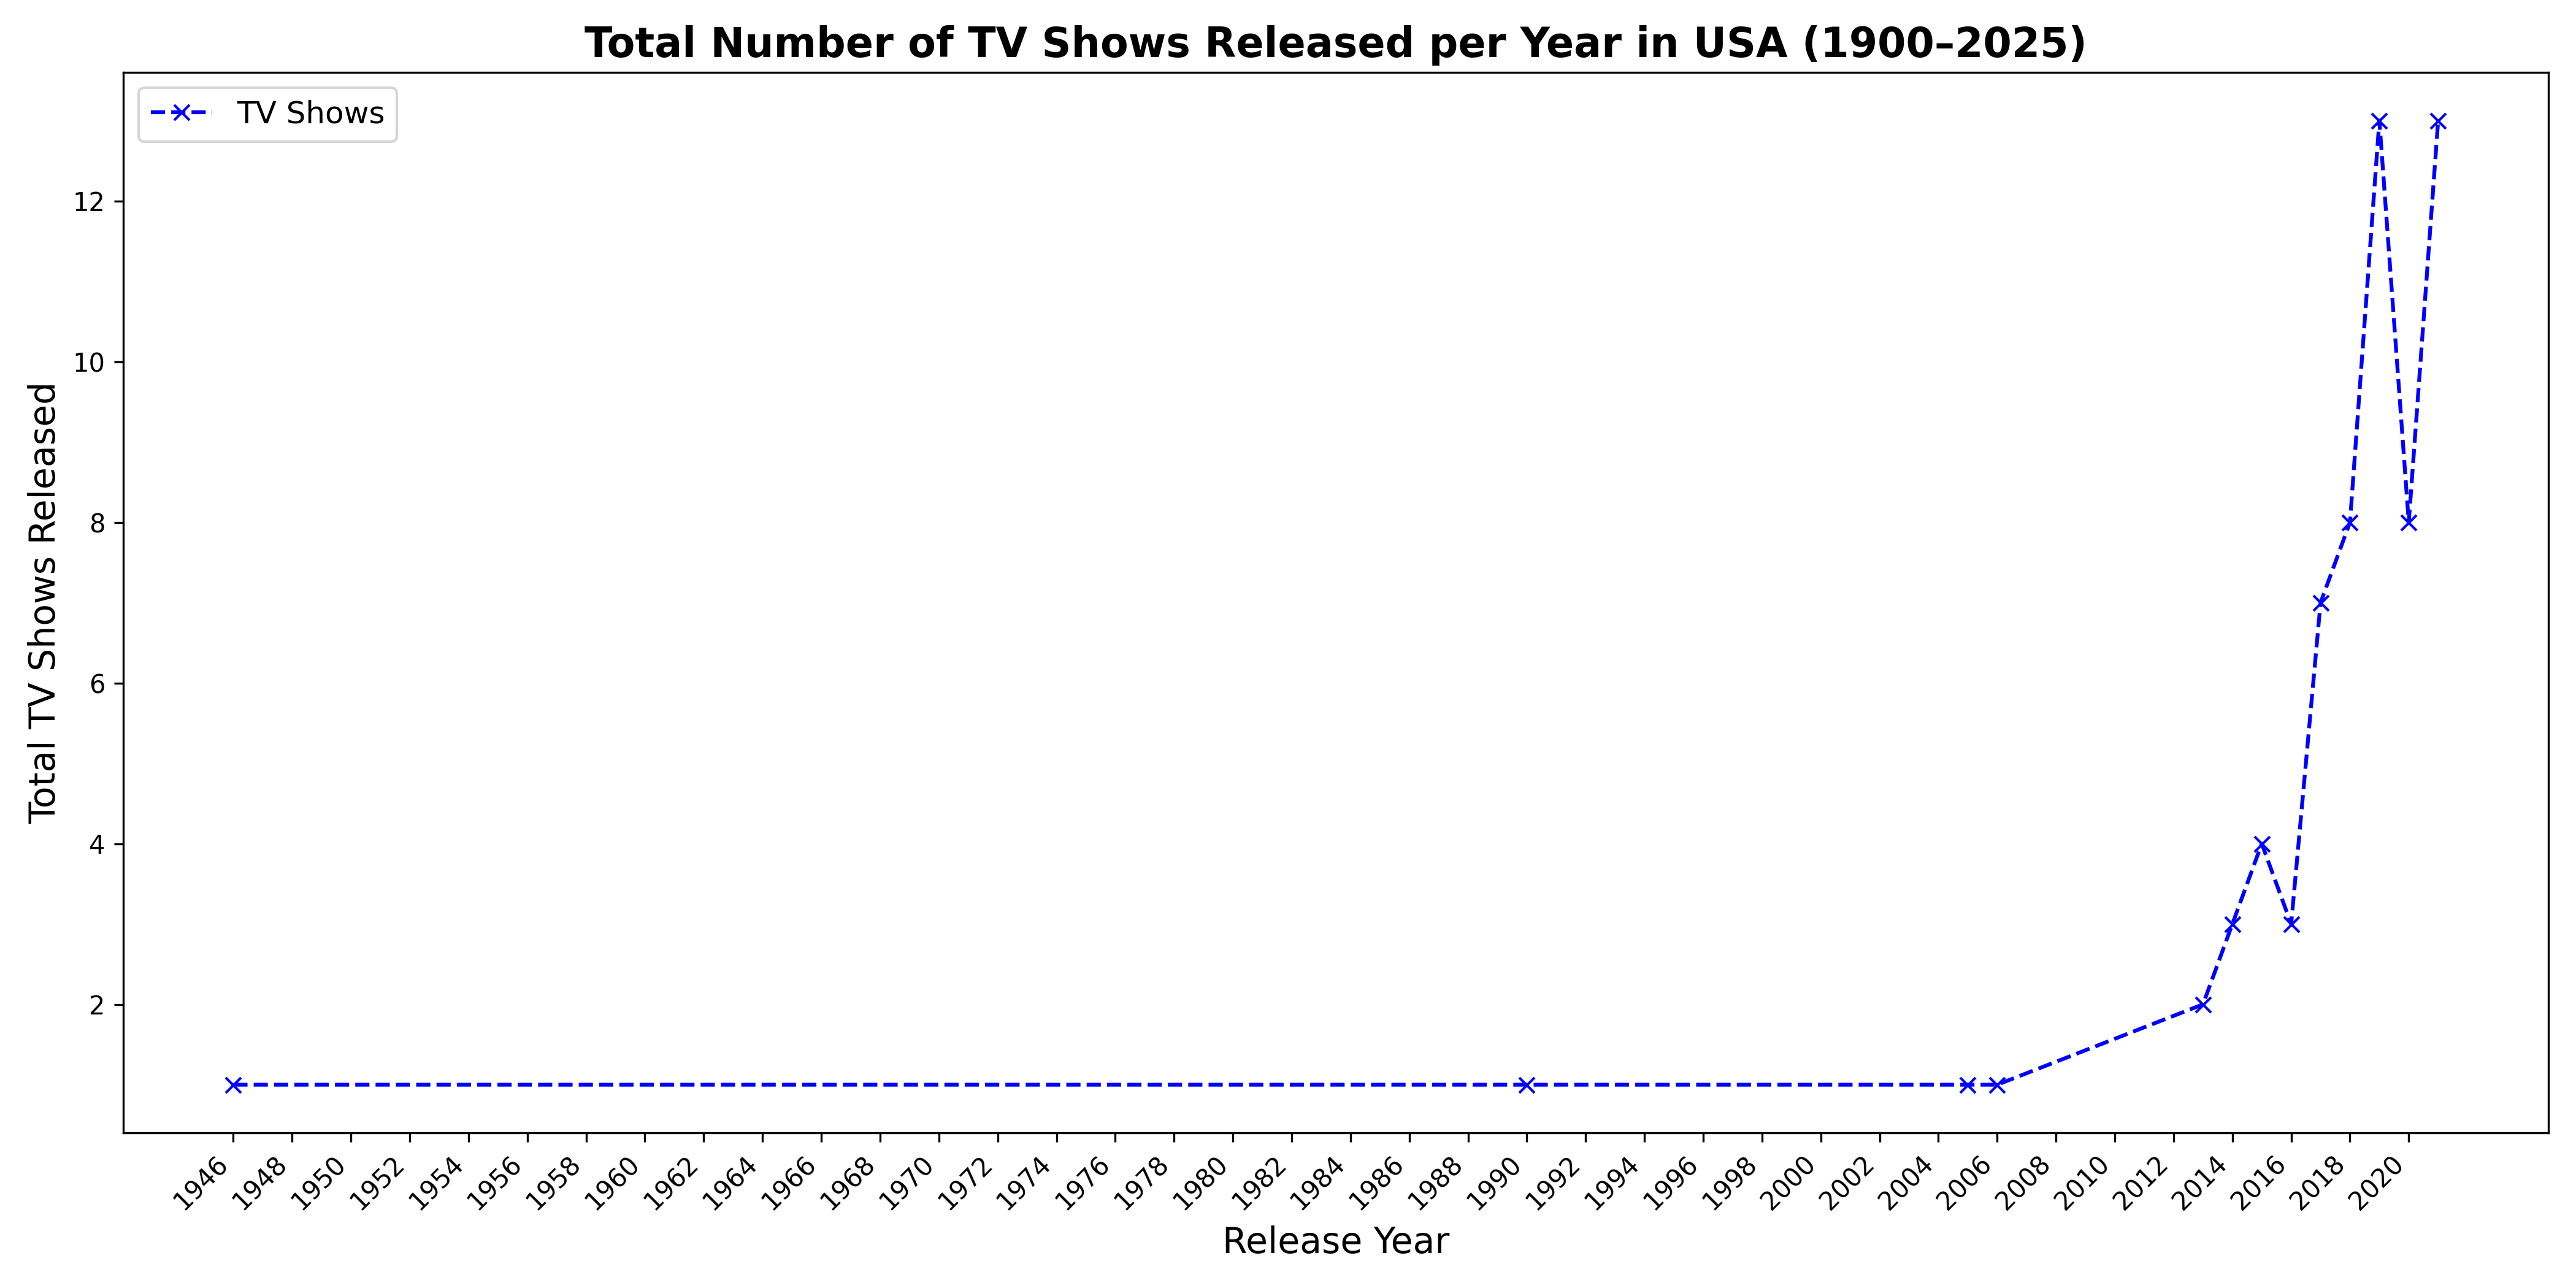 Total Number of TV Shows Released per Year in USA (1900–2025)
TV Shows
Total TV Shows Released
12
10
8
6
4
2
1946 1948 1950 1952 1954 1956 1958 1960 1962 1964 1966 1968 1970 1972 1974 1976 1978 1980 1982 1984 1986 1988 1990 1992 1994 1996 1998 2000 2002 2004 2006 2008 2010 2012 2014 2016 2018 2020
Release Year